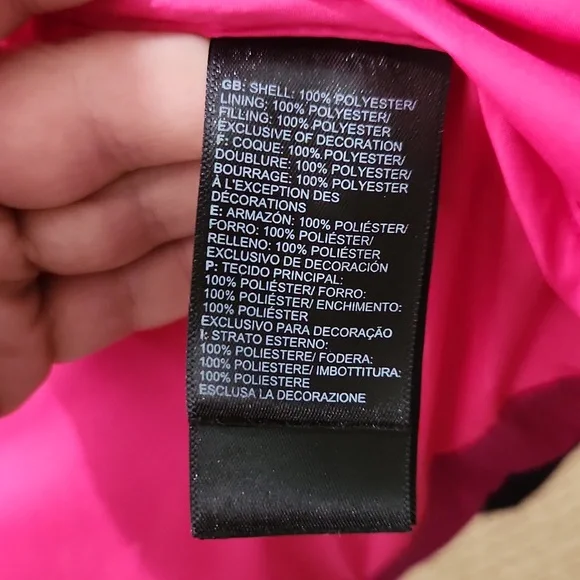 GB: SHELL: 100% POLYESTER/
LINING: 100% POLYESTER/
FILLING: 100% POLYESTER
EXCLUSIVE OF DECORATION
F: COQUE: 100% POLYESTER/
DOUBLURE: 100% POLYESTER/
BOURRAGE: 100% POLYESTER
À L'EXCEPTION DES
DÉCORATIONS
E: ARMAZÓN: 100% POLIÉSTER/
FORRO: 100% POLIÉSTER/
RELLENO: 100% POLIÉSTER
EXCLUSIVO DE DECORACIÓN
P: TECIDO PRINCIPAL:
100% POLIÉSTER/ FORRO:
100% POLIÉSTER/ ENCHIMENTO:
100% POLIÉSTER
EXCLUSIVO PARA DECORAÇÃO
I: STRATO ESTERNO:
100% POLIESTERE/ FODERA:
100% POLIESTERE/ IMBOTTITURA:
100% POLIESTERE
ESCLUSA LA DECORAZIONE